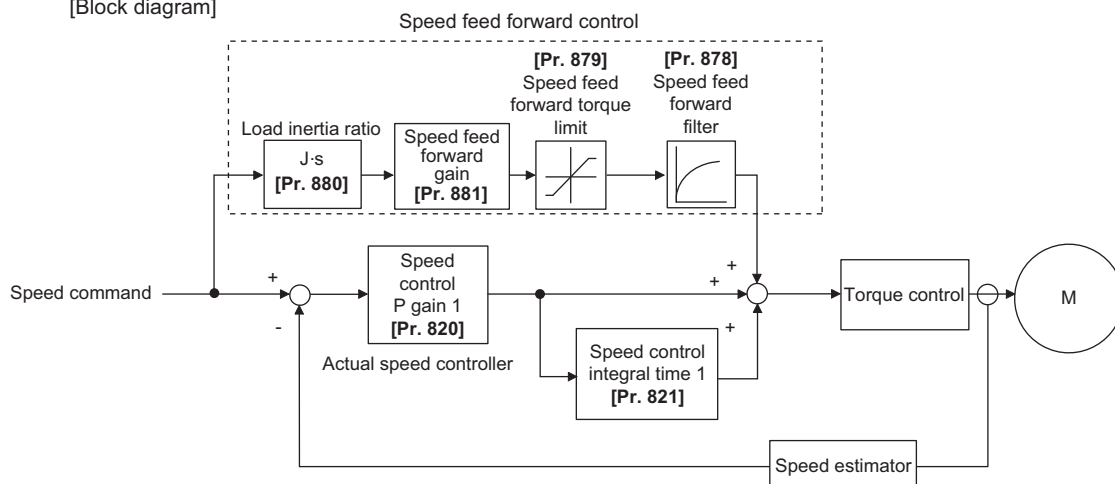 [Block diagram]
Speed feed forward control
[Pr. 879]
Speed feed
forward torque
limit
[Pr. 878]
Speed feed
forward
filter
Load inertia ratio
J·s
[Pr. 880]
Speed feed
forward
gain
[Pr. 881]
Speed command
+
-
Speed
control
P gain 1
[Pr. 820]
Actual speed controller
+
+
+
Speed control
integral time 1
[Pr. 821]
Torque control
M
Speed estimator